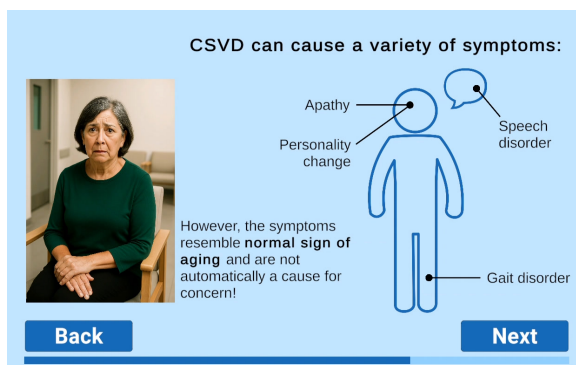 CSVD can cause a variety of symptoms:
Apathy
Personality
change
Speech
disorder
However, the symptoms
resemble normal sign of
aging and are not
automatically a cause for
concern!
Gait disorder
Back
Next